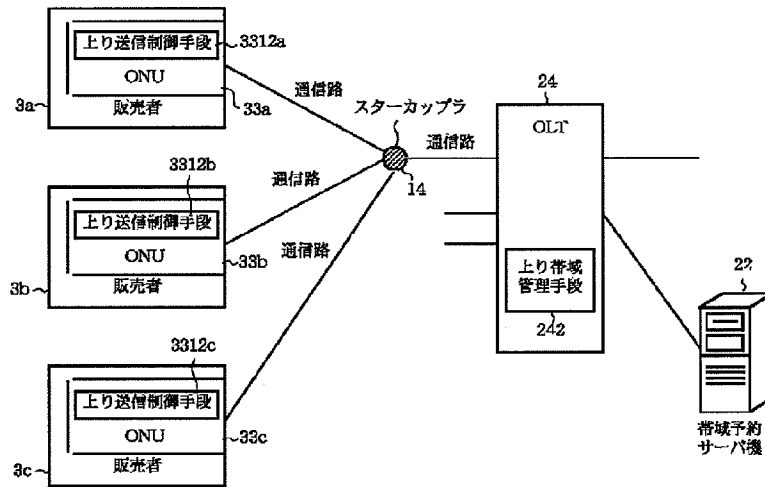 上り送信制御手段
3312a
ONU
3a
販売者
33a
通信路
スターカップラ
14
通信路
24
OLT
上り帯域
管理手段
242
22
帯域予約
サーバ機
3312b
上り送信制御手段
ONU
3b
販売者
33b
通信路
通信路
3312c
上り送信制御手段
ONU
3c
販売者
33c